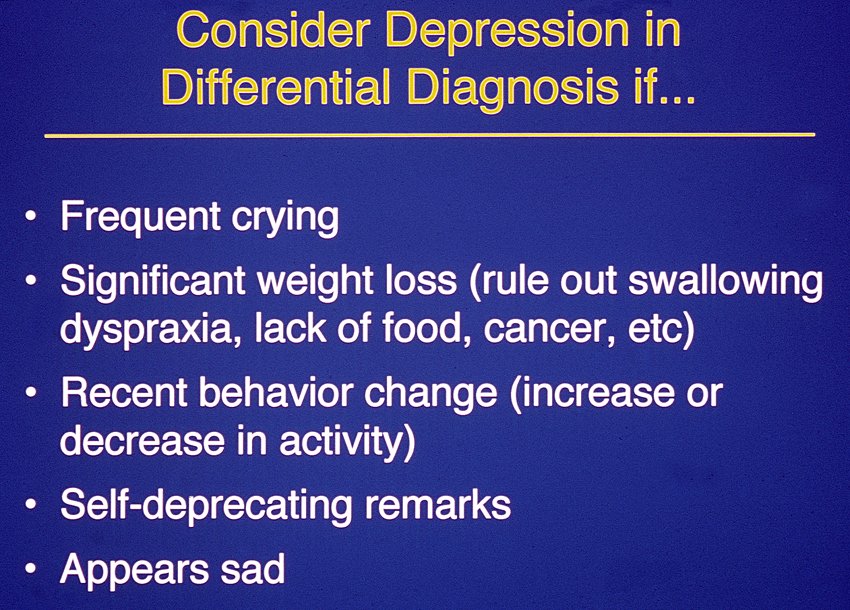 Consider Depression in
Differential Diagnosis if...
• Frequent crying
• Significant weight loss (rule out swallowing
dyspraxia, lack of food, cancer, etc)
• Recent behavior change (increase or
decrease in activity)
• Self-deprecating remarks
• Appears sad